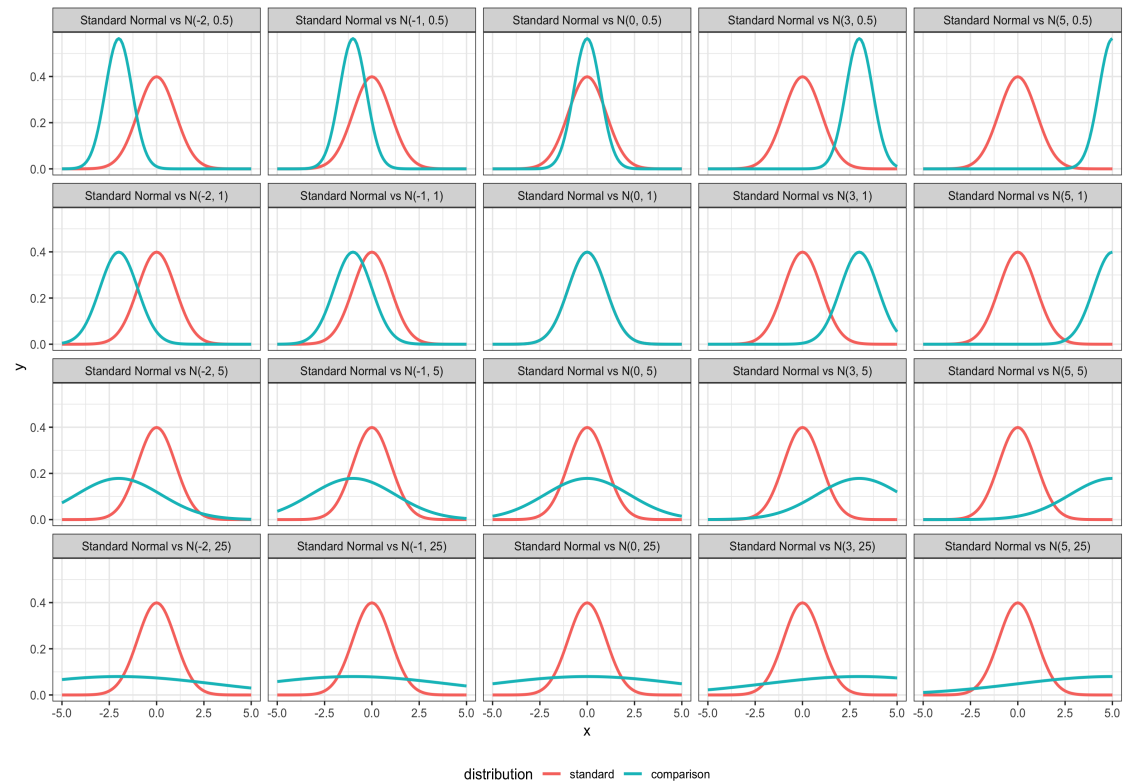 Standard Normal vs N(-2, 0.5) Standard Normal vs N(-1, 0.5) Standard Normal vs N(0, 0.5) Standard Normal vs N(3, 0.5) Standard Normal vs N(5, 0.5)
0.4
0.2
0.0
Standard Normal vs N(-2, 1) Standard Normal vs N(-1, 1) Standard Normal vs N(0, 1) Standard Normal vs N(3, 1) Standard Normal vs N(5, 1)
0.4
0.2
0.0
y
Standard Normal vs N(-2, 5) Standard Normal vs N(-1, 5) Standard Normal vs N(0, 5) Standard Normal vs N(3, 5) Standard Normal vs N(5, 5)
0.4
0.2
0.0
Standard Normal vs N(-2, 25) Standard Normal vs N(-1, 25) Standard Normal vs N(0, 25) Standard Normal vs N(3, 25) Standard Normal vs N(5, 25)
0.4
0.2
0.0
-5.0 -2.5 0.0 2.5 5.0 -5.0 -2.5 0.0 2.5 5.0 -5.0 -2.5 0.0 2.5 5.0 -5.0 -2.5 0.0 2.5 5.0 -5.0 -2.5 0.0 2.5 5.0
x
distribution standard comparison